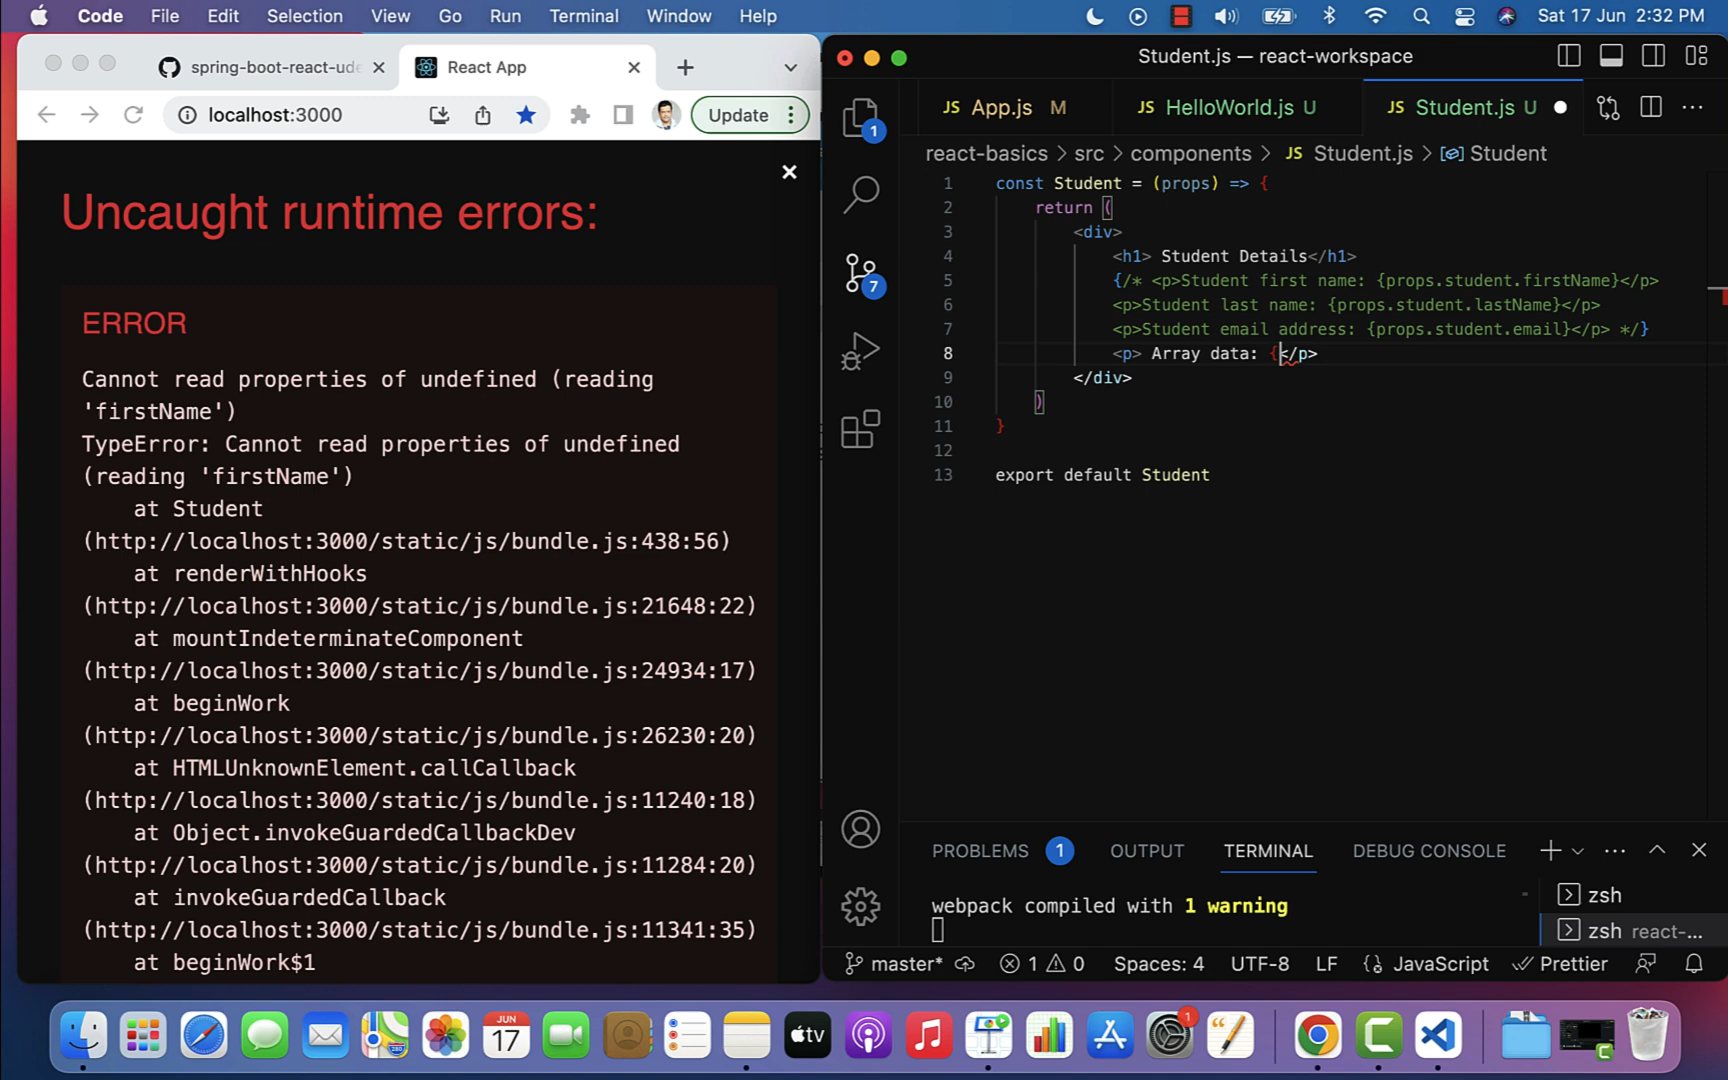 Code File Edit Selection View Go Run Terminal Window Help Sat 17 Jun 2:32 PM
spring-boot-react-ude
React App
localhost:3000 Update
Uncaught runtime errors:
ERROR
Cannot read properties of undefined (reading
'firstName')
TypeError: Cannot read properties of undefined
(reading 'firstName')
at Student
(http://localhost:3000/static/js/bundle.js:438:56)
at renderWithHooks
(http://localhost:3000/static/js/bundle.js:21648:22)
at mountIndeterminateComponent
(http://localhost:3000/static/js/bundle.js:24934:17)
at beginWork
(http://localhost:3000/static/js/bundle.js:26230:20)
at HTMLUnknownElement.callCallback
(http://localhost:3000/static/js/bundle.js:11240:18)
at Object.invokeGuardedCallbackDev
(http://localhost:3000/static/js/bundle.js:11284:20)
at invokeGuardedCallback
(http://localhost:3000/static/js/bundle.js:11341:35)
at beginWork$1
Student.js — react-workspace
JS App.js M JS HelloWorld.js U JS Student.js U
react-basics > src > components > JS Student.js > Student
1 const Student = (props) => {
2 return (
3 <div>
4 <h1> Student Details</h1>
5 {/* <p>Student first name: {props.student.firstName}</p>
6 <p>Student last name: {props.student.lastName}</p>
7 <p>Student email address: {props.student.email}</p> */}
8 <p> Array data: {</p>
9 </div>
10 )
11 }
12
13 export default Student
1
7
PROBLEMS 1 OUTPUT TERMINAL DEBUG CONSOLE
webpack compiled with 1 warning
zsh
zsh react-...
master* 1 0 Spaces: 4 UTF-8 LF JavaScript Prettier
JUN
17
tv
1